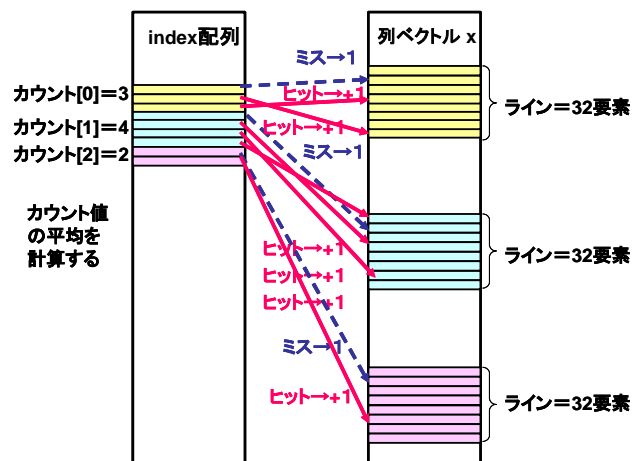 index配列
列ベクトル x
ミス→1
カウント[0]＝3
ヒット→+1
ライン＝32要素
カウント[1]＝4
ヒット→+1
カウント[2]＝2
ミス→1
カウント値
の平均を
計算する
ヒット→+1
ライン＝32要素
ヒット→+1
ヒット→+1
ミス→1
ヒット→+1
ライン＝32要素